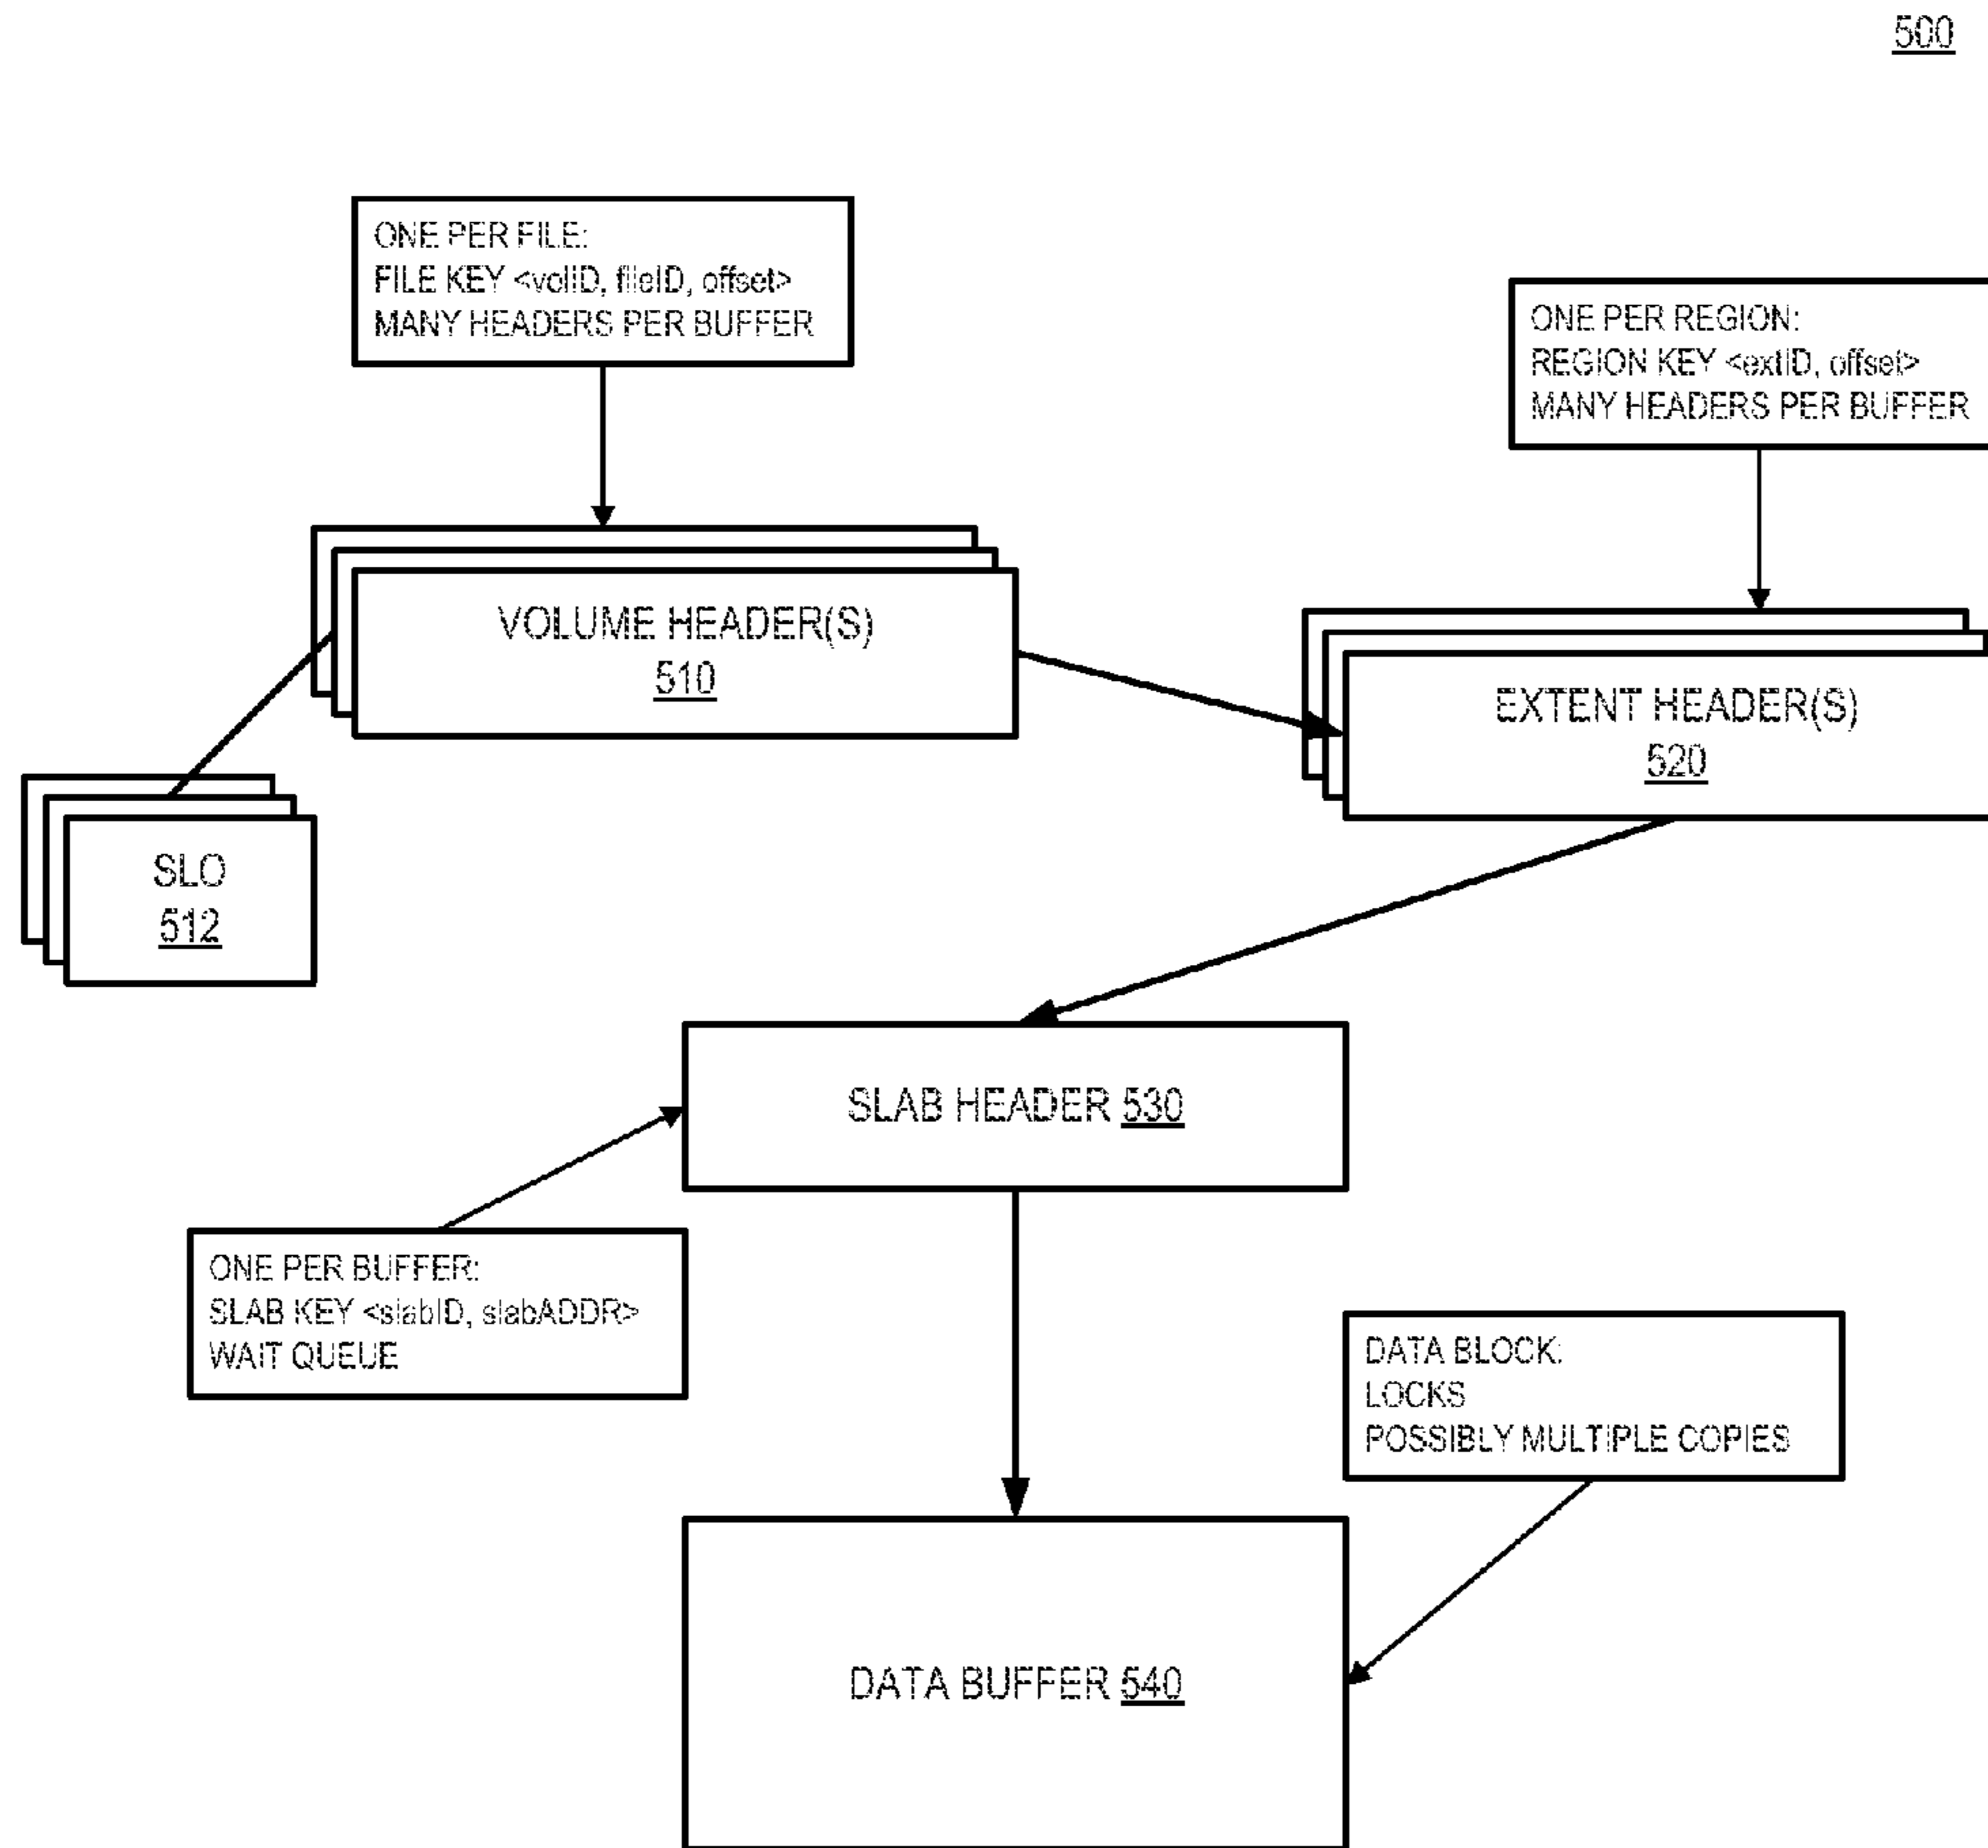 500
ONE PER FILE:
FILE KEY <volID, fileID, offset>
MANY HEADERS PER BUFFER
ONE PER REGION:
REGION KEY <extID, offset>
MANY HEADERS PER BUFFER
VOLUME HEADER(S)
510
EXTENT HEADER(S)
520
SLO
512
SLAB HEADER 530
ONE PER BUFFER:
SLAB KEY <slabID, slabADDR>
WAIT QUEUE
DATA BLOCK:
LOCKS
POSSIBLY MULTIPLE COPIES
DATA BUFFER 540